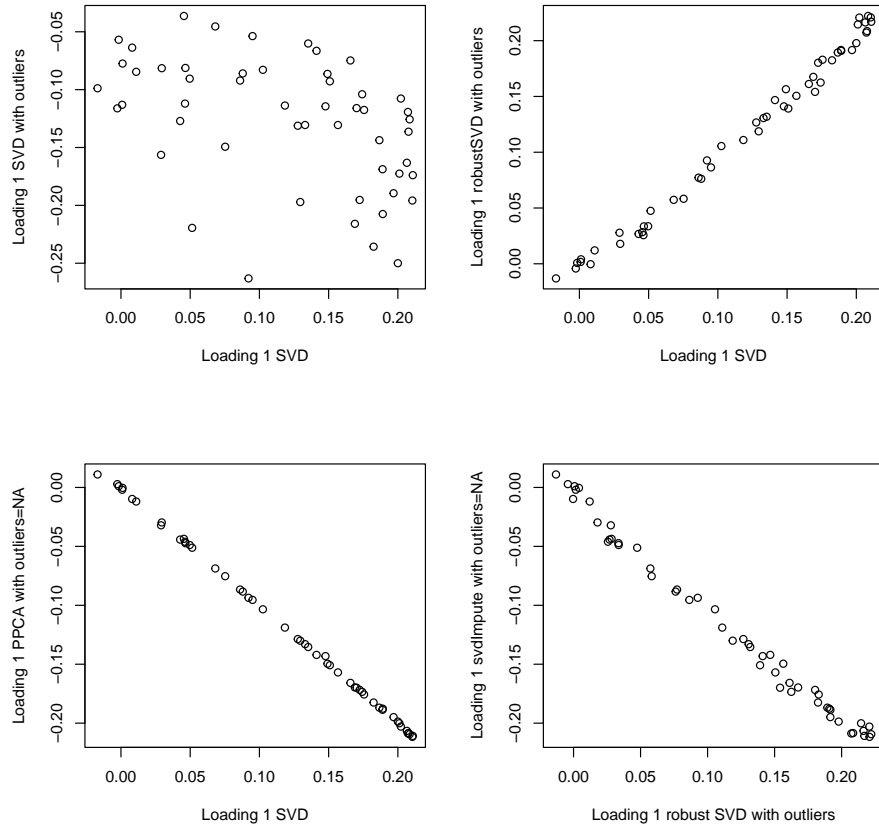 Loading 1 SVD with outliers
-0.05
-0.10
-0.15
-0.20
-0.25
0.00 0.05 0.10 0.15 0.20
Loading 1 SVD
Loading 1 robustSVD with outliers
0.20
0.15
0.10
0.05
0.00
0.00 0.05 0.10 0.15 0.20
Loading 1 SVD
Loading 1 PPCA with outliers=NA
0.00
-0.05
-0.10
-0.15
-0.20
0.00 0.05 0.10 0.15 0.20
Loading 1 SVD
Loading 1 svdImpute with outliers=NA
0.00
-0.05
-0.10
-0.15
-0.20
0.00 0.05 0.10 0.15 0.20
Loading 1 robust SVD with outliers